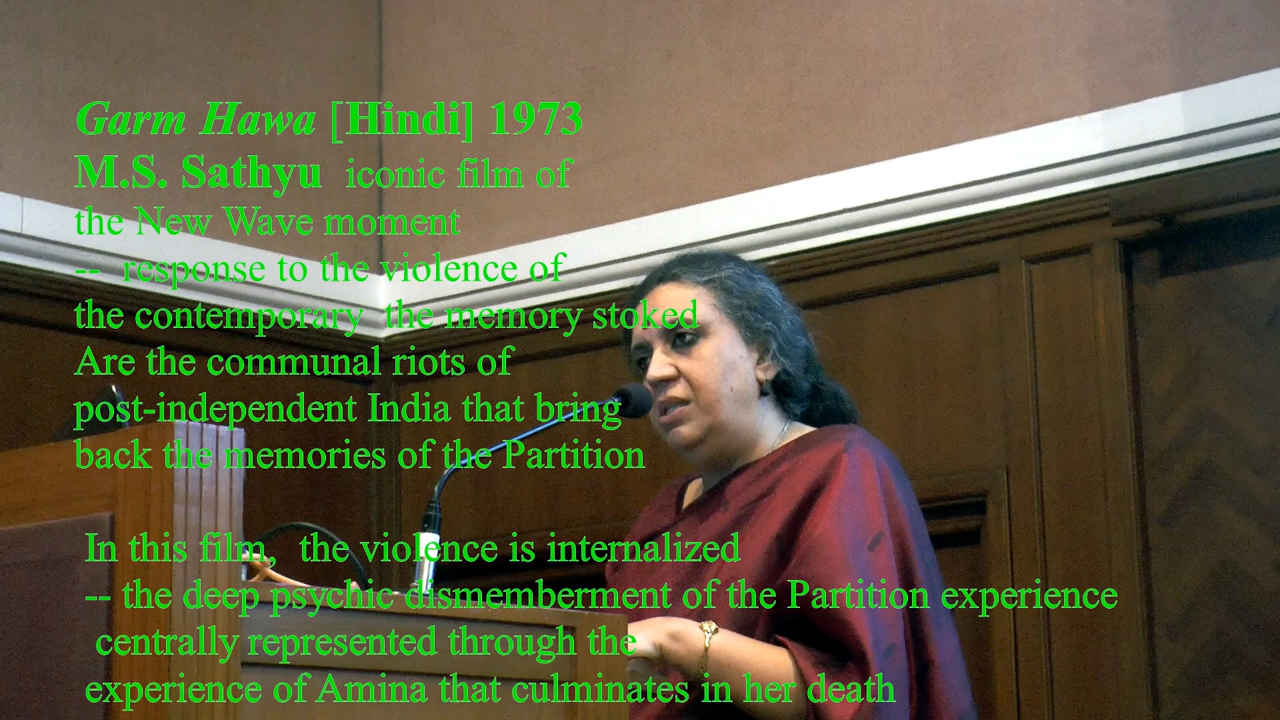 Garm Hawa [Hindi] 1973
M.S. Sathyu iconic film of
the New Wave moment
-- response to the violence of
the contemporary the memory stoked
Are the communal riots of
post-independent India that bring
back the memories of the Partition
In this film, the violence is internalized
-- the deep psychic dismemberment of the Partition experience
centrally represented through the
experience of Amina that culminates in her death